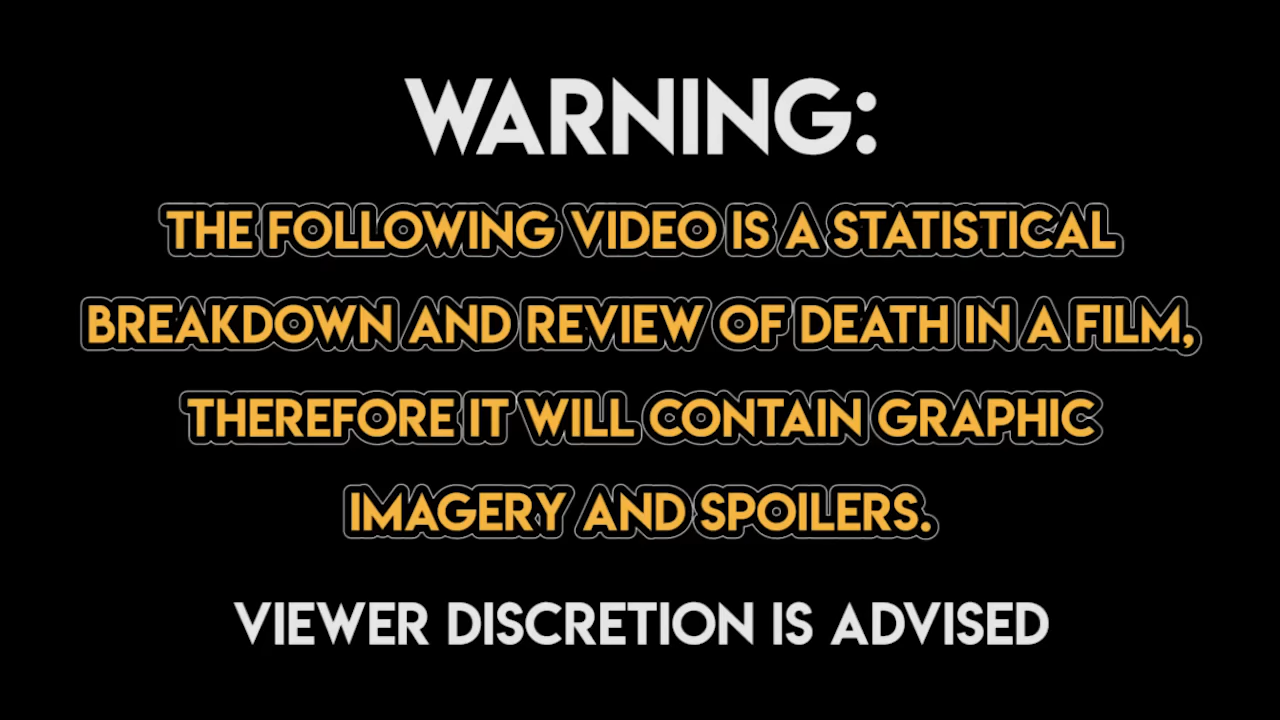 WARNING:
THE FOLLOWING VIDEO IS A STATISTICAL
BREAKDOWN AND REVIEW OF DEATH IN A FILM,
THEREFORE IT WILL CONTAIN GRAPHIC
IMAGERY AND SPOILERS.
VIEWER DISCRETION IS ADVISED